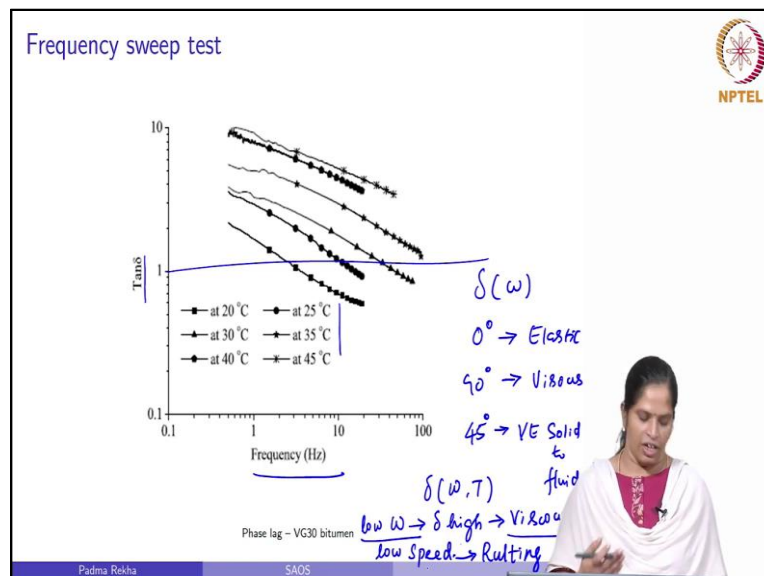 Frequency sweep test
NPTEL
10
1
0.1
Tanδ
at 20 °C
at 25 °C
at 30 °C
at 35 °C
at 40 °C
at 45 °C
0.1
1
10
100
Frequency (Hz)
δ(ω)
0° → Elastic
90° → Viscous
45° → VE Solid
to
fluid
δ(ω,T)
low ω → δ high → Viscou
low speed → Rutting
Phase lag – VG30 bitumen
Padma Rekha
SAOS